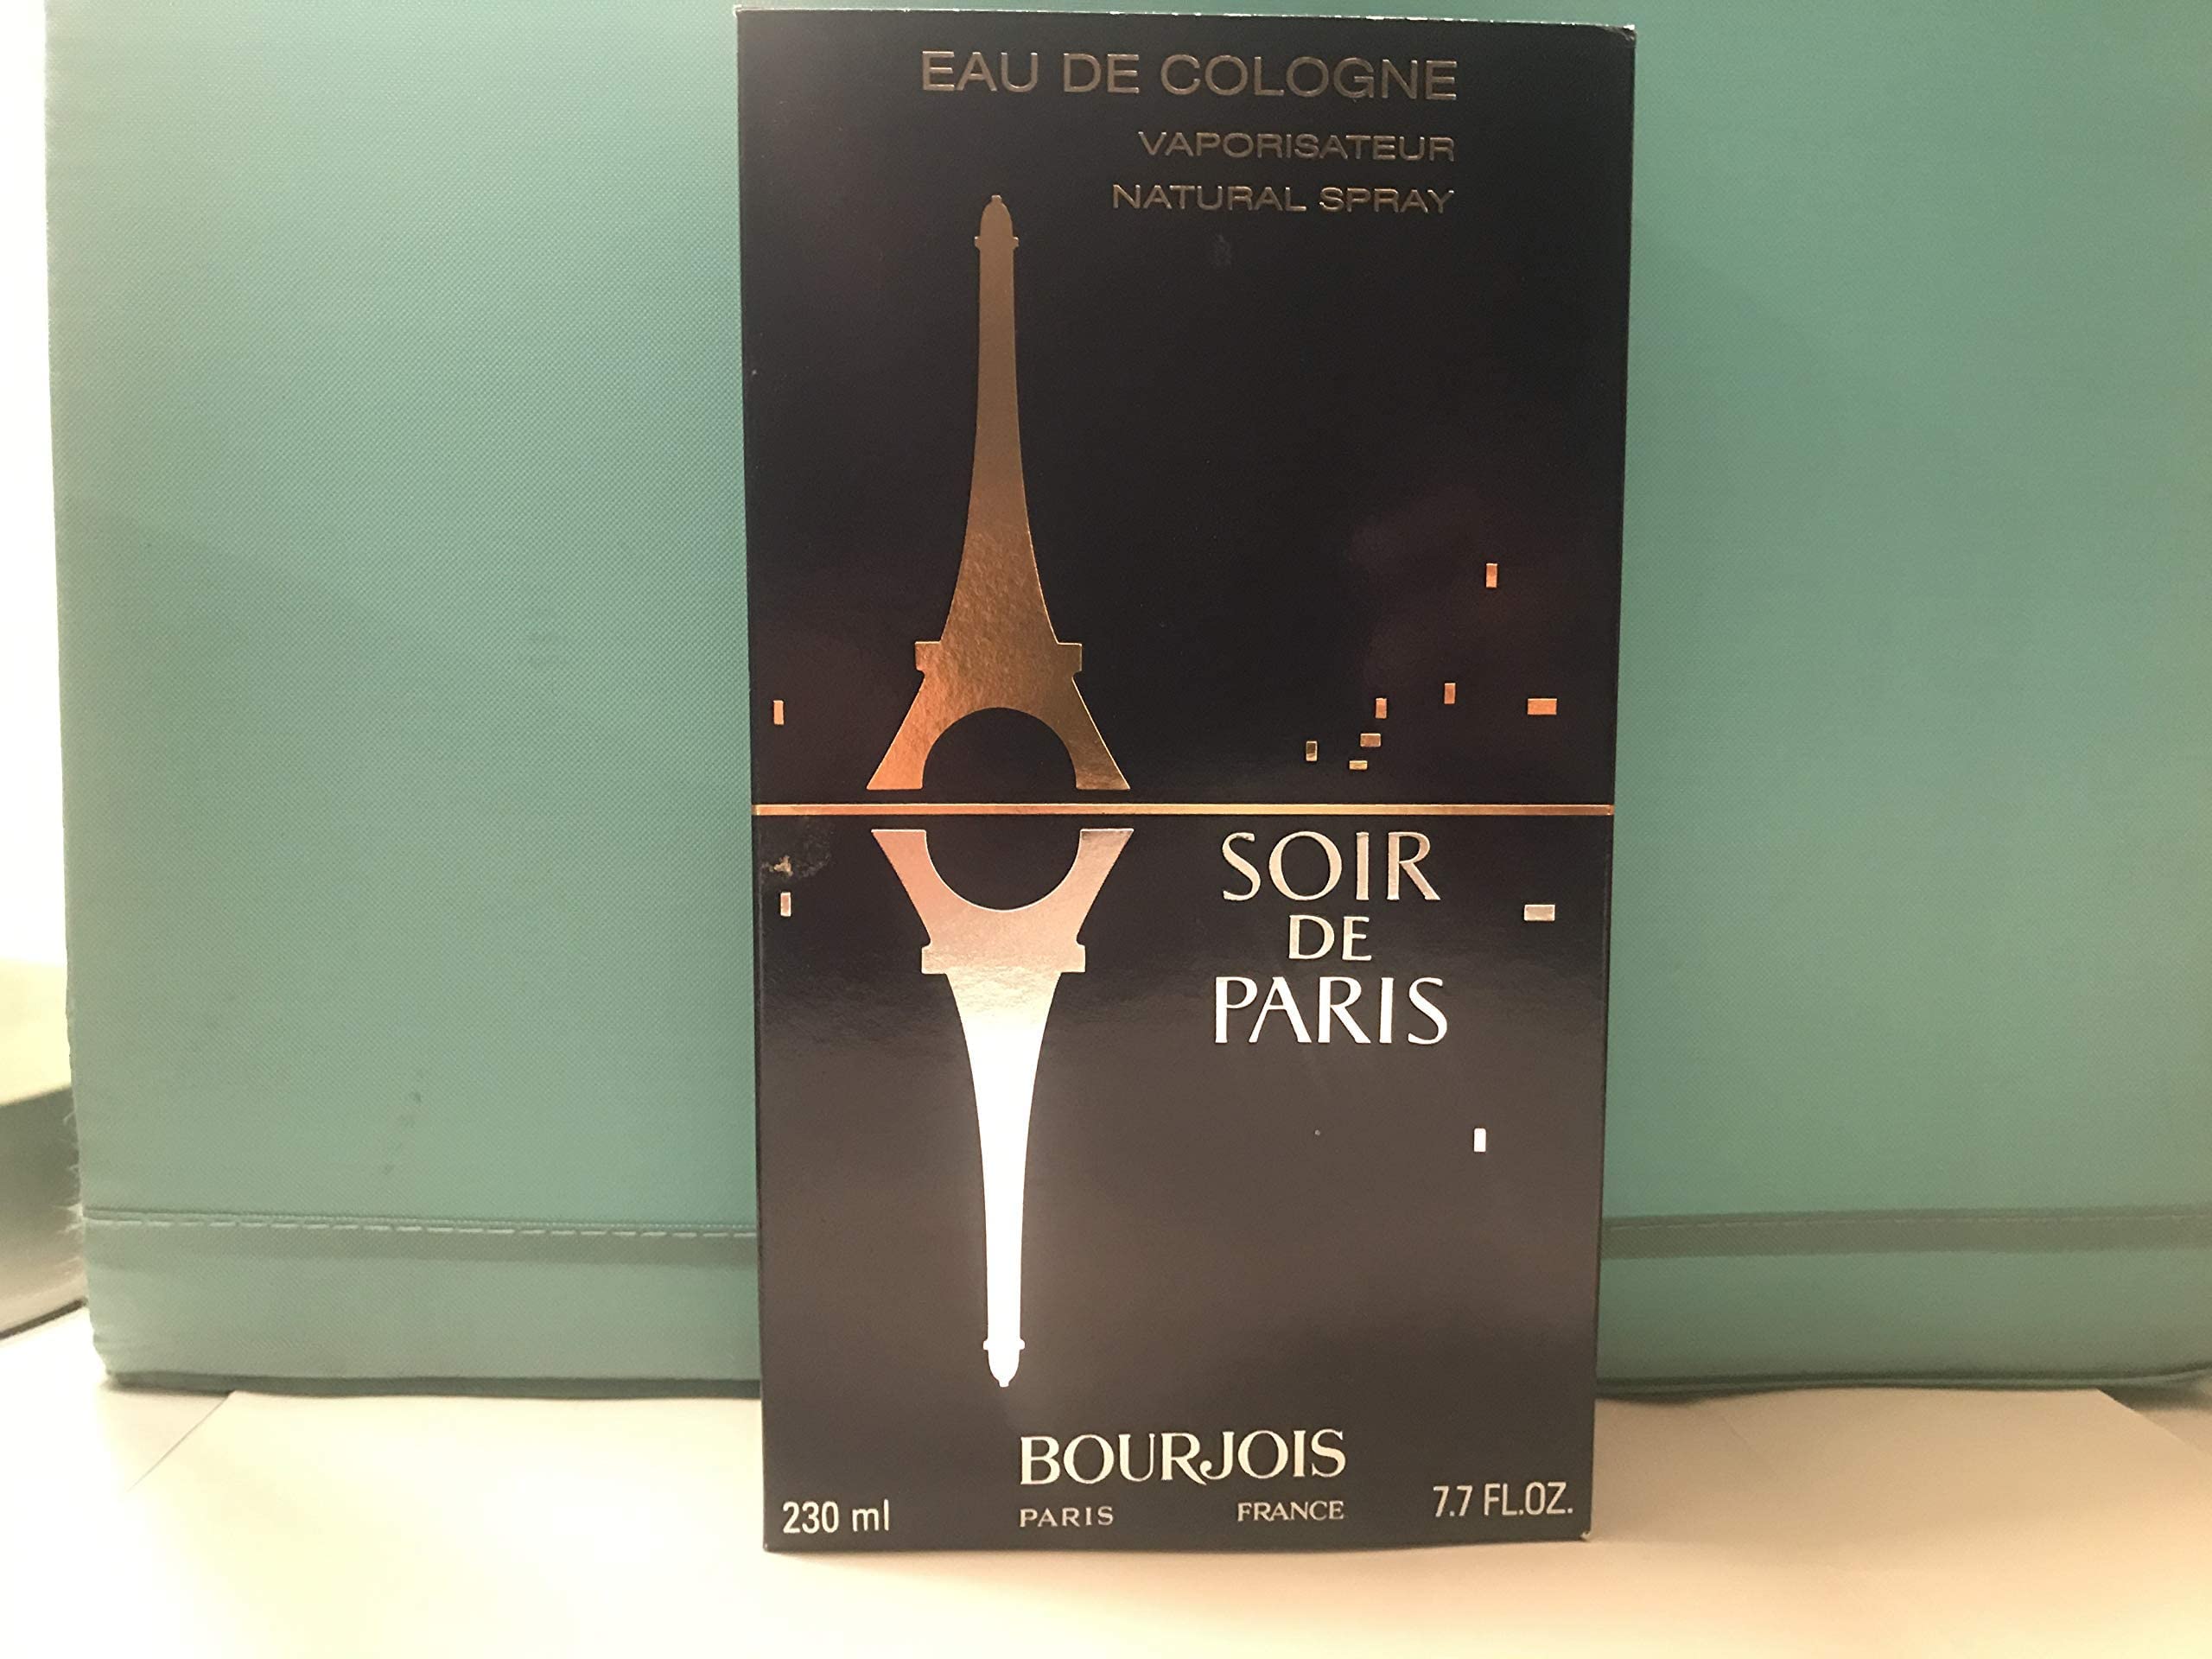 EAU DE COLOGNE
VAPORISATEUR
NATURAL SPRAY
SOIR
DE
PARIS
BOURJOIS
PARIS FRANCE
230 ml
7.7 FL.OZ.